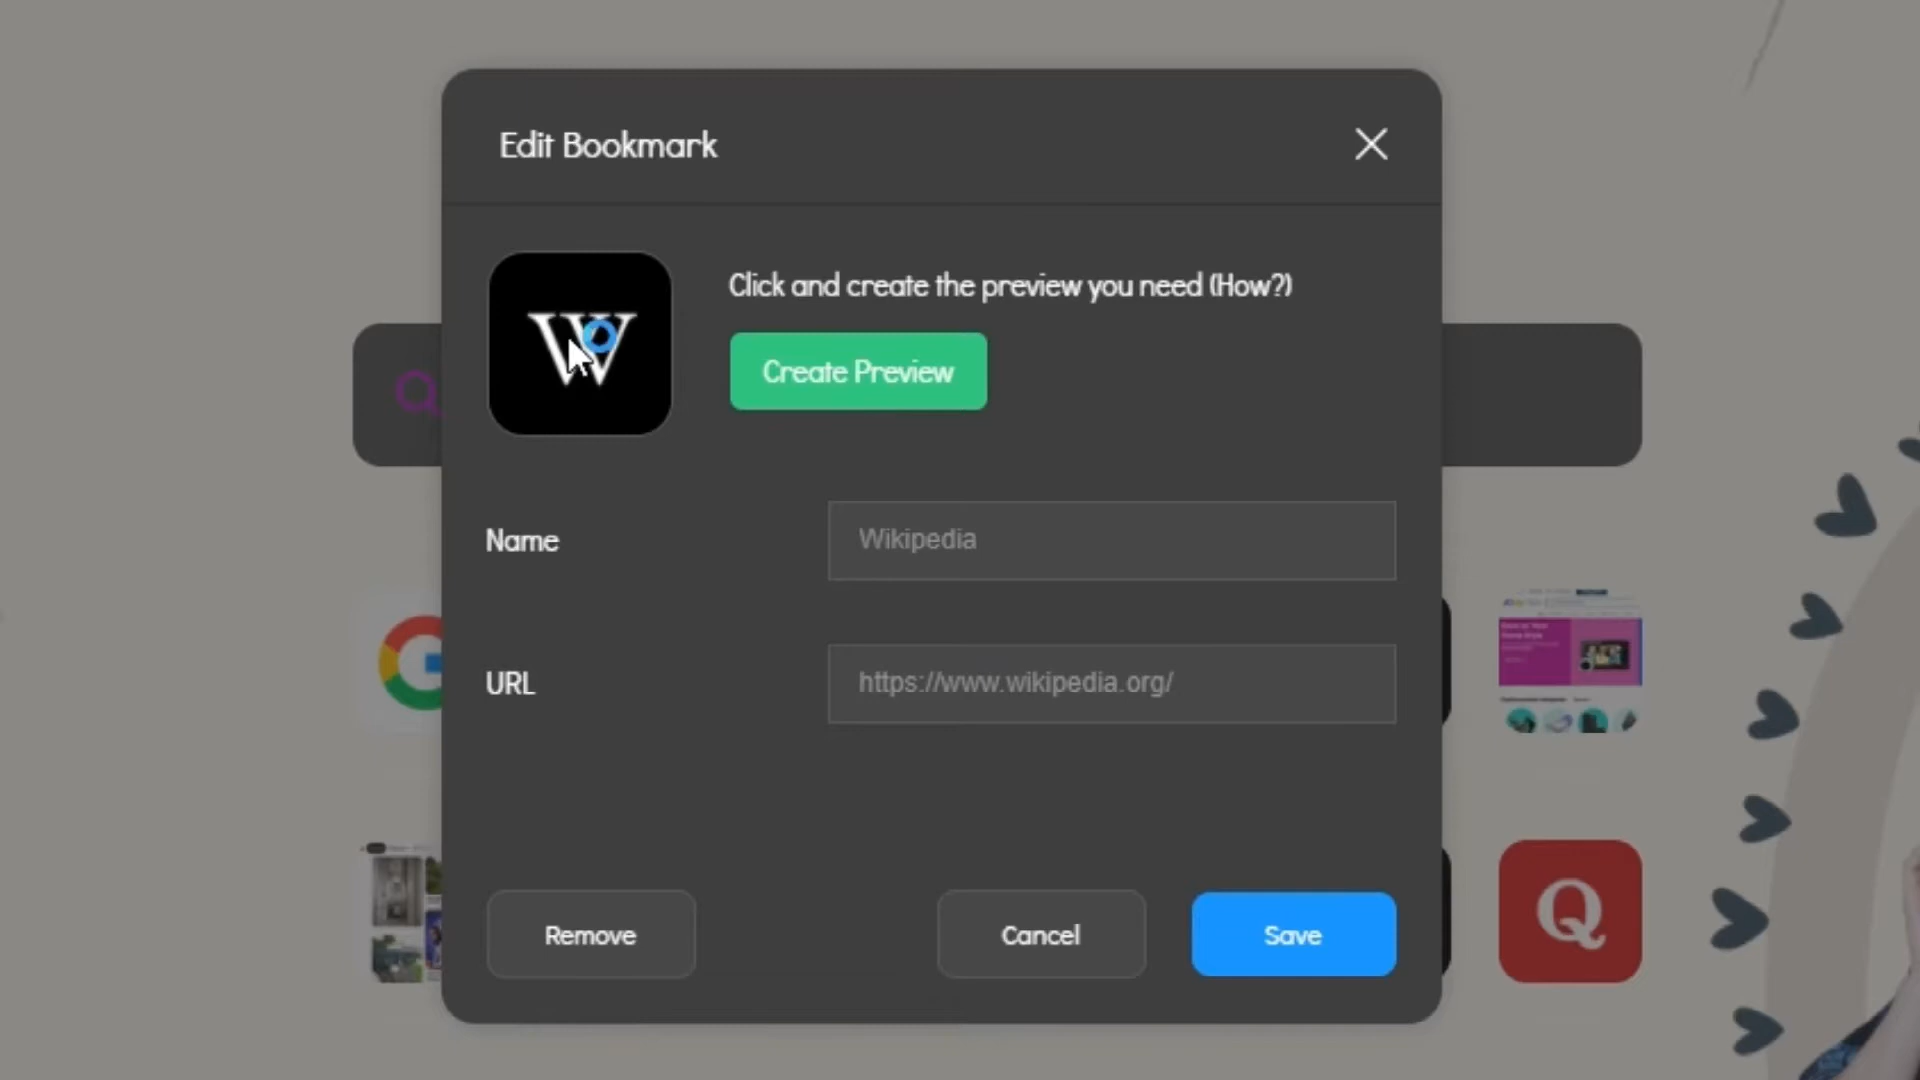 Edit Bookmark
W
Click and create the preview you need (How?)
Create Preview
Name
Wikipedia
URL
https://www.wikipedia.org/
Q
Remove
Cancel
Save